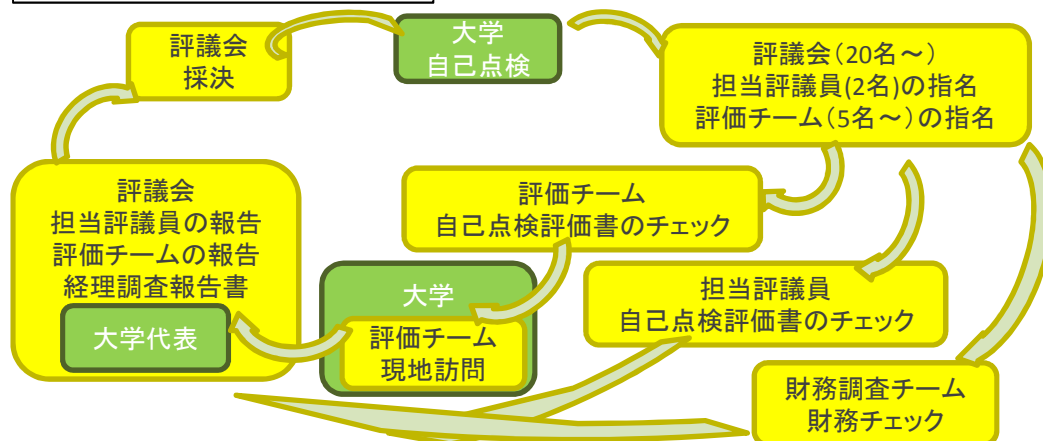 大学
自己点検
評議会（20名～）
担当評議員(2名)の指名
評価チーム（5名～）の指名
評価チーム
自己点検評価書のチェック
担当評議員
自己点検評価書のチェック
財務調査チーム
財務チェック
大学
評価チーム
現地訪問
評議会
担当評議員の報告
評価チームの報告
経理調査報告書
大学代表
評議会
採決